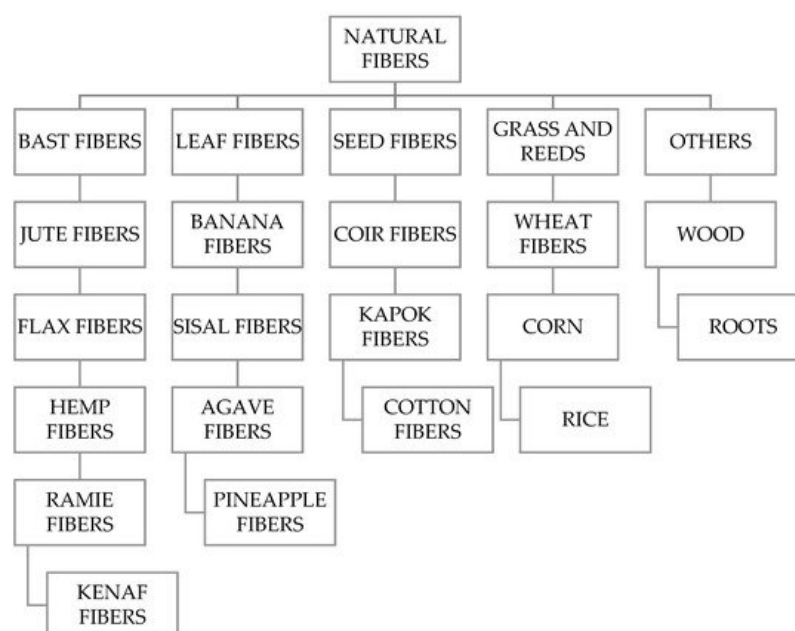 NATURAL
FIBERS
BAST FIBERS
LEAF FIBERS
SEED FIBERS
GRASS AND
REEDS
OTHERS
JUTE FIBERS
BANANA
FIBERS
COIR FIBERS
WHEAT
FIBERS
WOOD
FLAX FIBERS
SISAL FIBERS
KAPOK
FIBERS
CORN
ROOTS
HEMP
FIBERS
AGAVE
FIBERS
COTTON
FIBERS
RICE
RAMIE
FIBERS
PINEAPPLE
FIBERS
KENAF
FIBERS